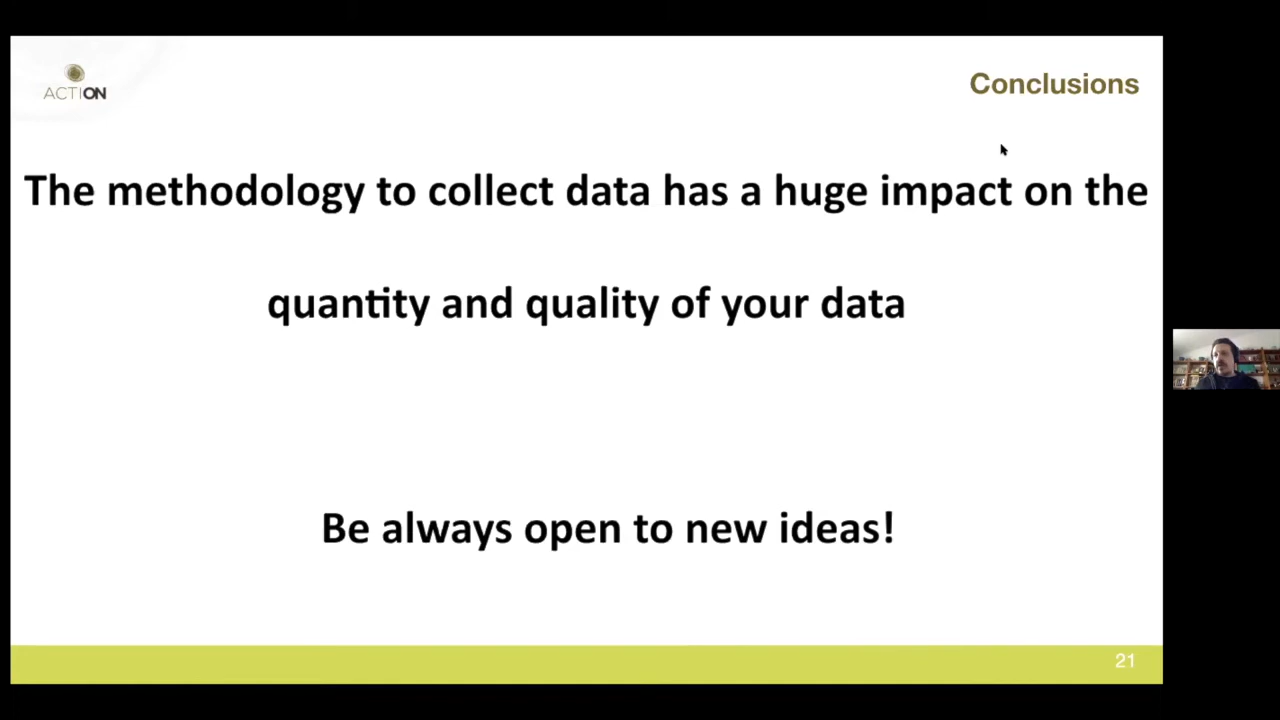 ACTION
Conclusions
The methodology to collect data has a huge impact on the
quantity and quality of your data
Be always open to new ideas!
21